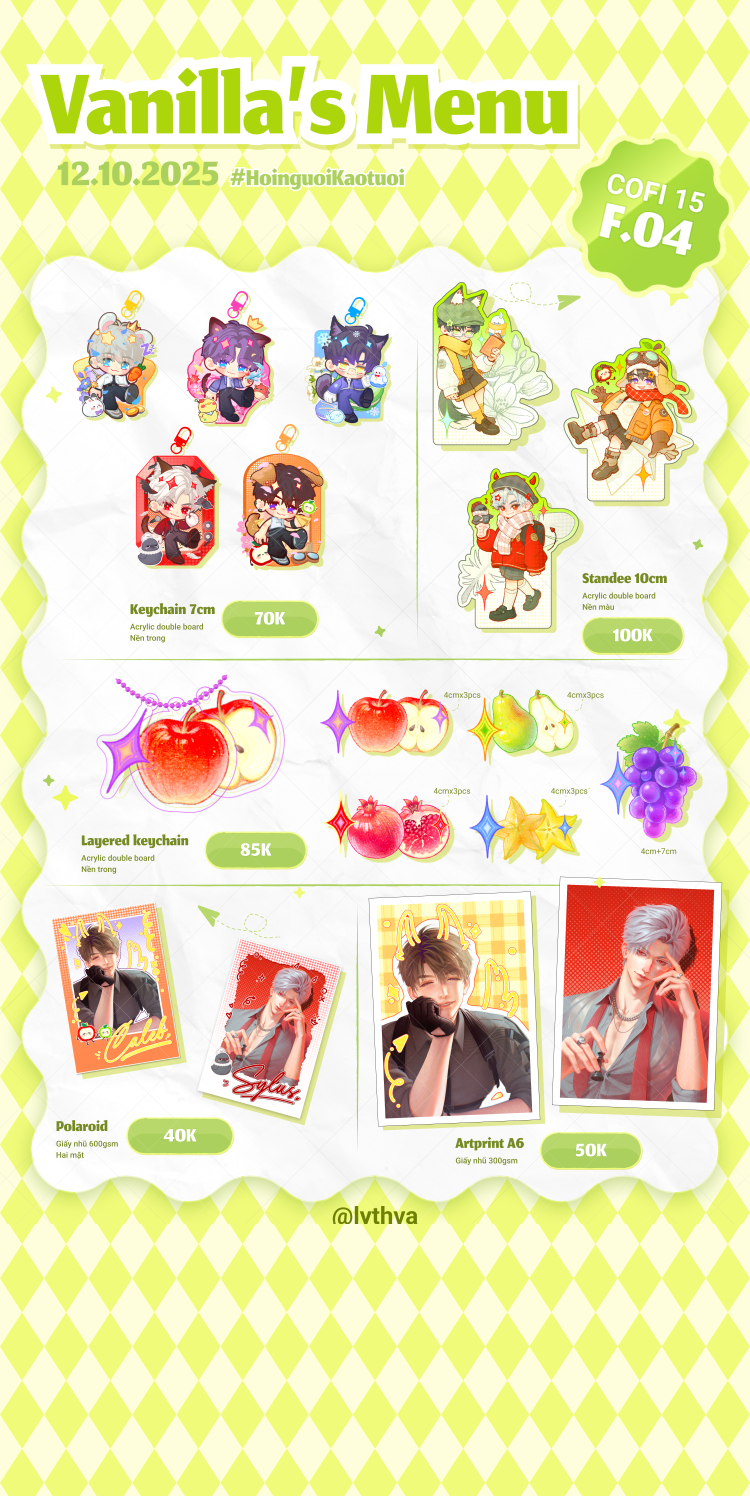 Vanilla's Menu
12.10.2025 #HoinguoiKaotuoi
COFI 15
F.04
Keychain 7cm
Acrylic double board
Nền trong
70K
Standee 10cm
Acrylic double board
Nền màu
100K
Layered keychain
Acrylic double board
Nền trong
85K
4cmx3pcs
4cmx3pcs
4cmx3pcs
4cmx3pcs
4cm+7cm
Caleb.
Sylus.
Polaroid
Giấy nhũ 600gsm
Hai mặt
40K
Artprint A6
Giấy nhũ 300gsm
50K
@lvthva